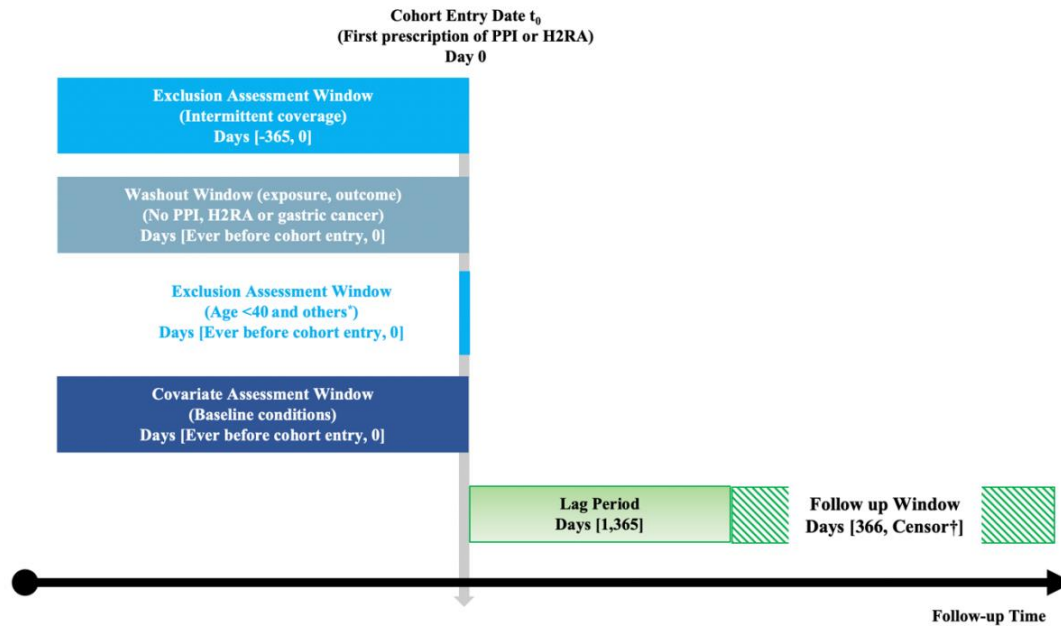 Cohort Entry Date t₀
(First prescription of PPI or H2RA)
Day 0
Exclusion Assessment Window
(Intermittent coverage)
Days [-365, 0]
Washout Window (exposure, outcome)
(No PPI, H2RA or gastric cancer)
Days [Ever before cohort entry, 0]
Exclusion Assessment Window
(Age <40 and others*)
Days [Ever before cohort entry, 0]
Covariate Assessment Window
(Baseline conditions)
Days [Ever before cohort entry, 0]
Lag Period
Days [1,365]
Follow up Window
Days [366, Censor†]
Follow-up Time